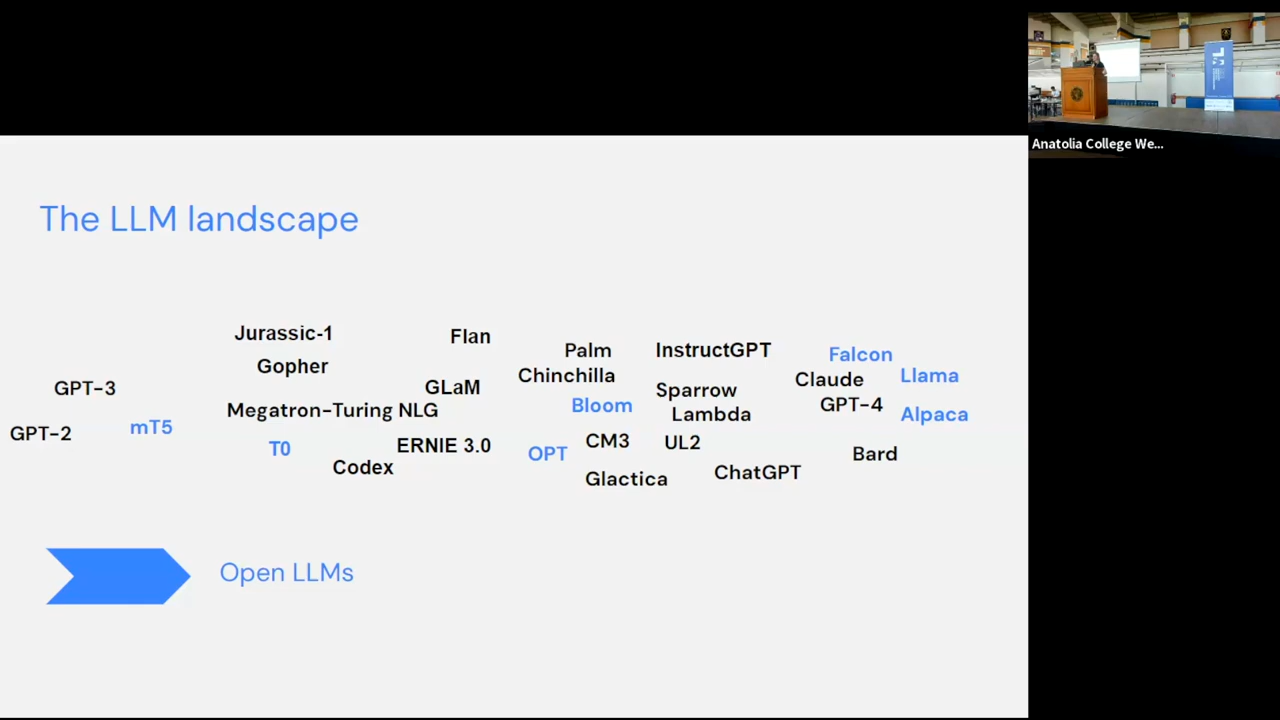 The LLM landscape
Jurassic-1
Flan
Palm
InstructGPT
Falcon
Gopher
Chinchilla
Claude
Llama
GPT-3
GLaM
Sparrow
Bloom
GPT-4
Megatron-Turing NLG
Lambda
Alpaca
GPT-2
mT5
T0
ERNIE 3.0
OPT
CM3
UL2
Bard
Codex
Glactica
ChatGPT
Open LLMs
Anatolia College We...